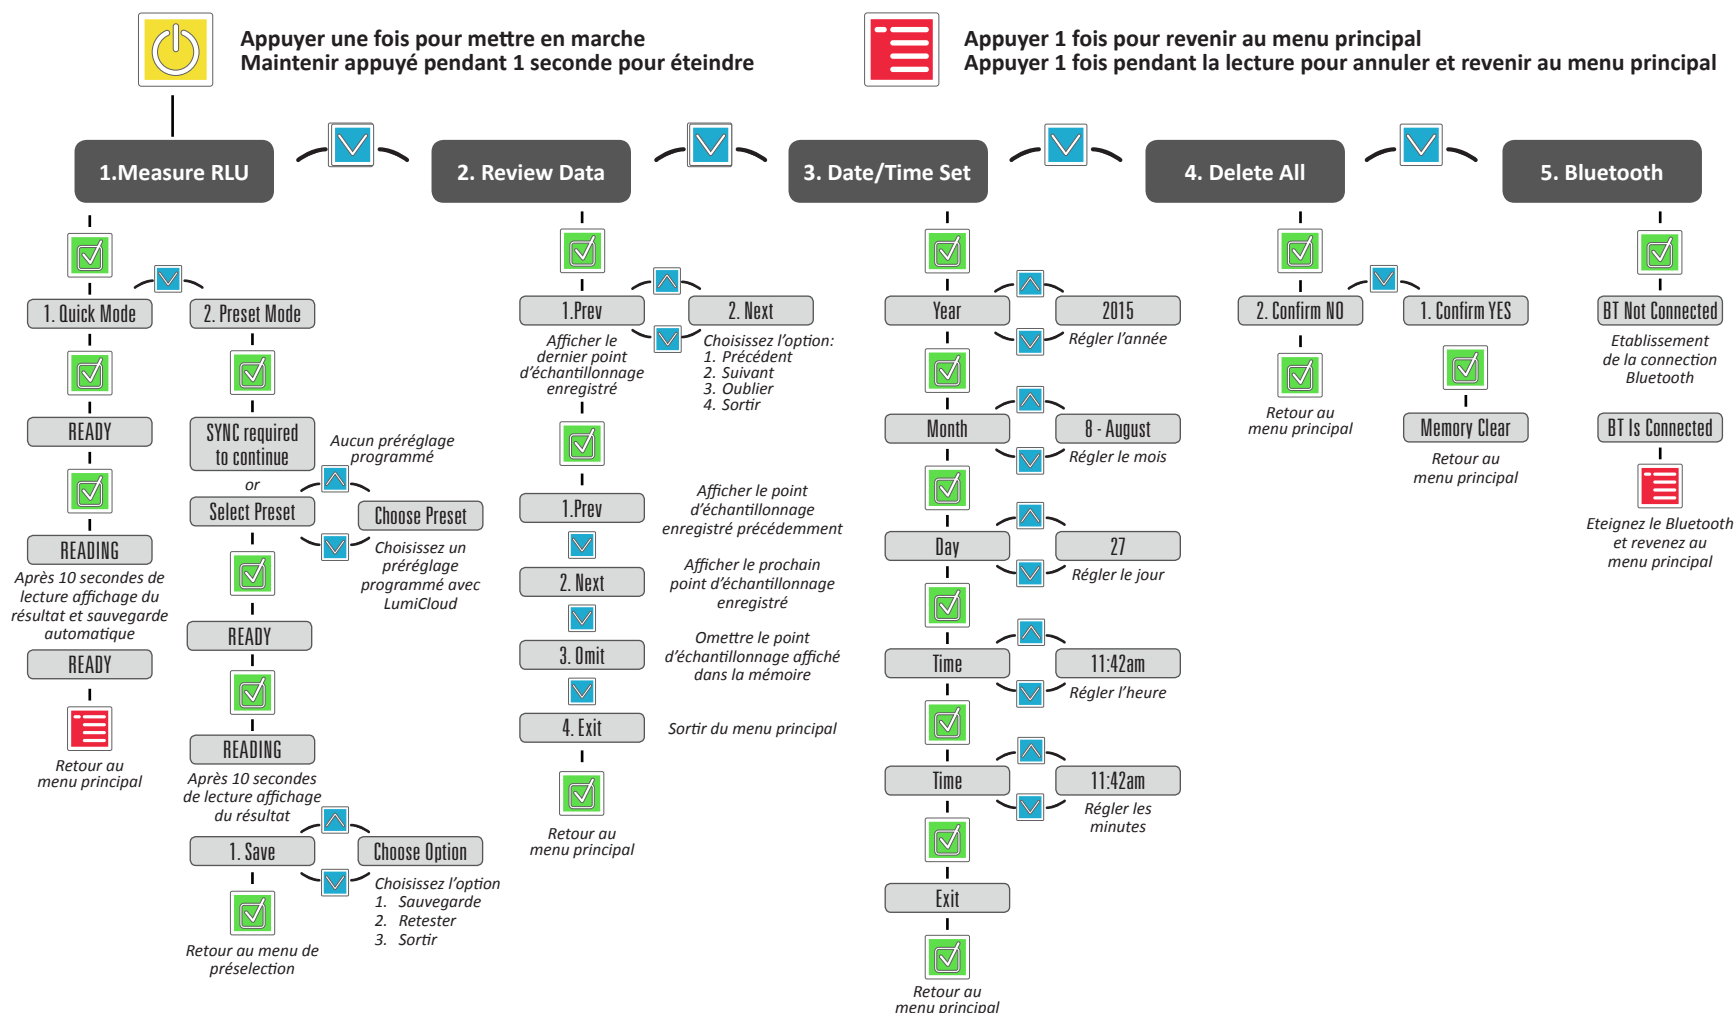 Appuyer une fois pour mettre en marche
Maintenir appuyé pendant 1 seconde pour éteindre
Appuyer 1 fois pour revenir au menu principal
Appuyer 1 fois pendant la lecture pour annuler et revenir au menu principal
1.Measure RLU
2. Review Data
3. Date/Time Set
4. Delete All
5. Bluetooth
1. Quick Mode
READY
READING
Après 10 secondes de
lecture affichage du
résultat et sauvegarde
automatique
READY
Retour au
menu principal
2. Preset Mode
SYNC required
to continue
Aucun préréglage
programmé
or
Select Preset
Choose Preset
Choisissez un
préréglage
programmé avec
LumiCloud
READY
READING
Après 10 secondes
de lecture affichage
du résultat
1. Save
Choose Option
Choisissez l'option
1. Sauvegarde
2. Retester
3. Sortir
Retour au menu de
préselection
1.Prev
2. Next
Afficher le
dernier point
d'échantillonnage
enregistré
Choisissez l'option:
1. Précédent
2. Suivant
3. Oublier
4. Sortir
1.Prev
Afficher le point
d'échantillonnage
enregistré précédemment
2. Next
Afficher le prochain
point d'échantillonnage
enregistré
3. Omit
Omettre le point
d'échantillonnage affiché
dans la mémoire
4. Exit
Sortir du menu principal
Retour au
menu principal
Year
2015
Régler l'année
Month
8 - August
Régler le mois
Day
27
Régler le jour
Time
11:42am
Régler l'heure
Time
11:42am
Régler les
minutes
Exit
Retour au
menu principal
2. Confirm NO
1. Confirm YES
Retour au
menu principal
Memory Clear
Retour au
menu principal
BT Not Connected
Etablissement
de la connection
Bluetooth
BT Is Connected
Eteignez le Bluetooth
et revenez au
menu principal